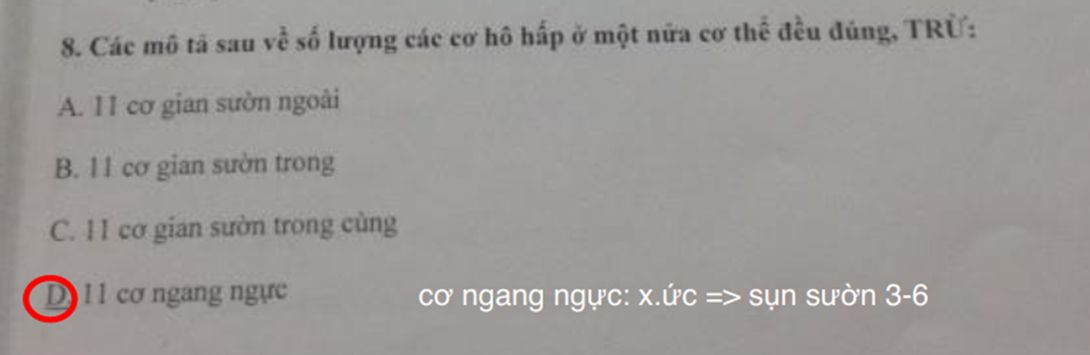 8. Các mô tả sau về số lượng các cơ hô hấp ở một nửa cơ thể đều đúng, TRỪ:
A. 11 cơ gian sườn ngoài
B. 11 cơ gian sườn trong
C. 11 cơ gian sườn trong cùng
D. 11 cơ ngang ngực cơ ngang ngực: x.ức => sụn sườn 3-6